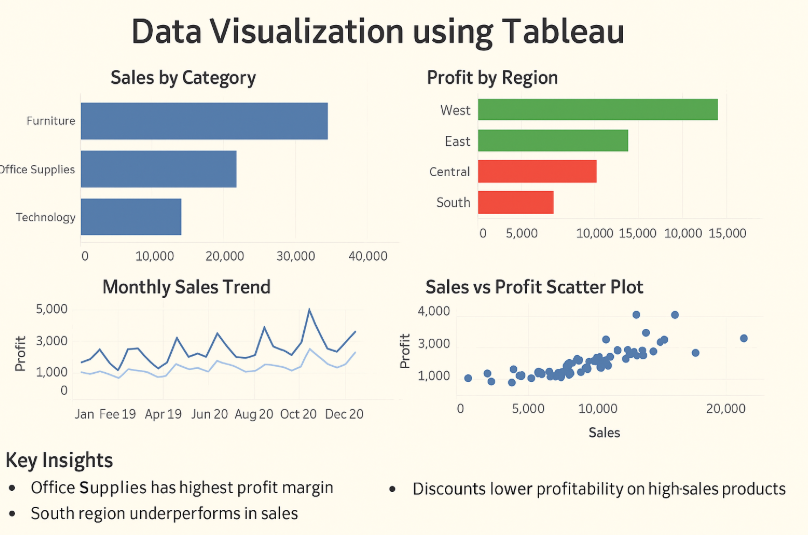 Data Visualization using Tableau
Sales by Category
Furniture
Office Supplies
Technology
0 10,000 20,000 30,000 40,000
Profit by Region
West
East
Central
South
0 5,000 10,000 15,000 10,000 15,000
Monthly Sales Trend
Profit
5,000
3,000
1,000
0
Jan Fee 19 Apr 19 Jun 20 Aug 20 Oct 20 Dec 20
Sales vs Profit Scatter Plot
Profit
4,000
3,000
1,000
0 5,000 10,000 20,000
Sales
Key Insights
• Office Supplies has highest profit margin
• South region underperforms in sales
• Discounts lower profitability on high-sales products